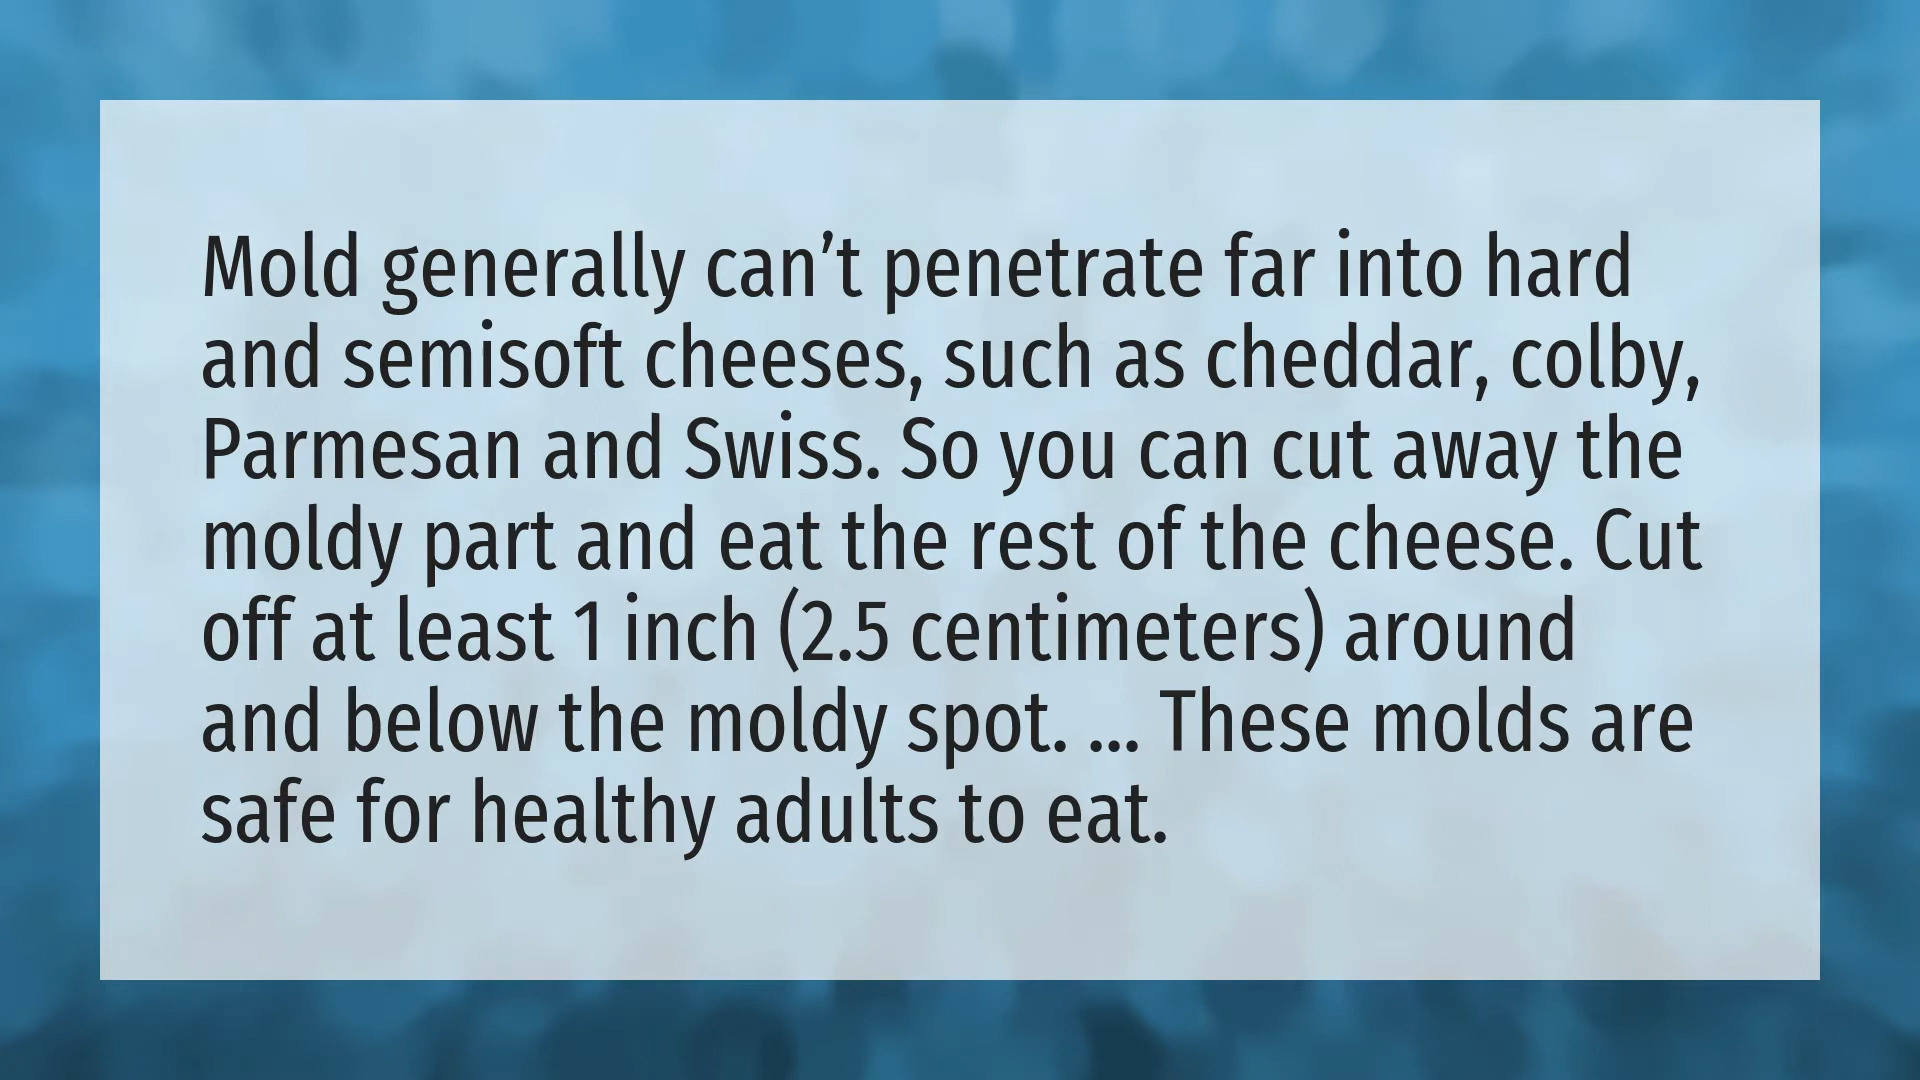 Mold generally can’t penetrate far into hard
and semisoft cheeses, such as cheddar, colby,
Parmesan and Swiss. So you can cut away the
moldy part and eat the rest of the cheese. Cut
off at least 1 inch (2.5 centimeters) around
and below the moldy spot. ... These molds are
safe for healthy adults to eat.